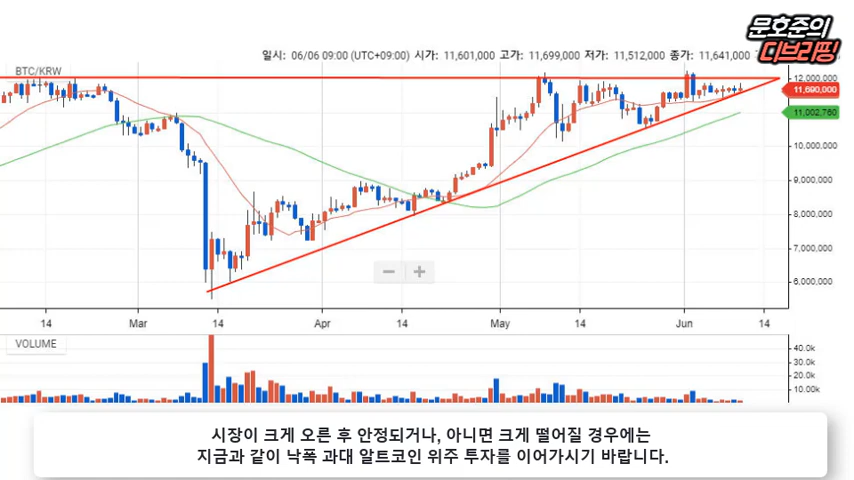 문호준의
디브리핑
일시: 06/06 09:00 (UTC+09:00) 시가: 11,601,000 고가: 11,699,000 저가: 11,512,000 종가: 11,641,000
BTC/KRW
12,000,000
11,690,000
11,002,760
10,000,000
9,000,000
8,000,000
7,000,000
6,000,000
14 Mar 14 Apr 14 May 14 Jun 14
VOLUME
40.0k
30.0k
20.0k
10.00k
시장이 크게 오른 후 안정되거나, 아니면 크게 떨어질 경우에는
지금과 같이 낙폭 과대 알트코인 위주 투자를 이어가시기 바랍니다.